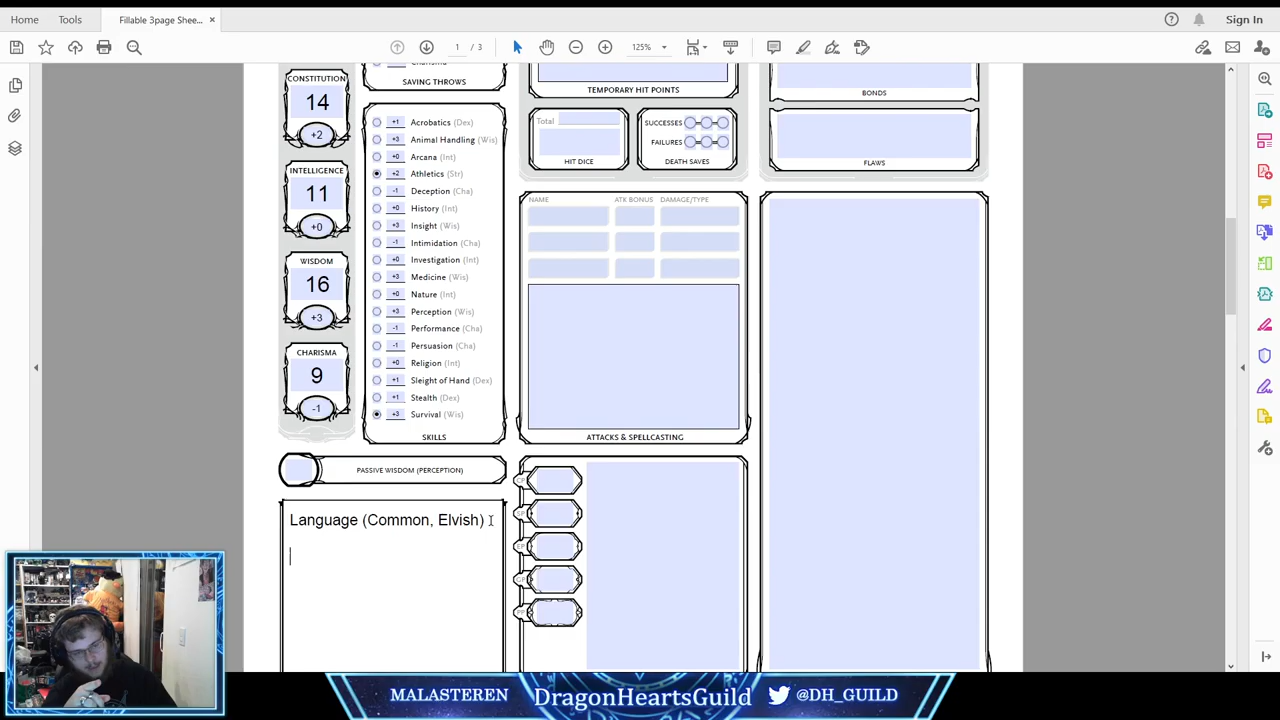 Home Tools Fillable 3page Shee... × Sign In
1 / 3 125%
CONSTITUTION
14
+2
INTELLIGENCE
11
+0
WISDOM
16
+3
CHARISMA
9
-1
SAVING THROWS
+1 Acrobatics (Dex)
+3 Animal Handling (Wis)
+0 Arcana (Int)
+2 Athletics (Str)
-1 Deception (Cha)
+0 History (Int)
+3 Insight (Wis)
-1 Intimidation (Cha)
+0 Investigation (Int)
+3 Medicine (Wis)
+0 Nature (Int)
+3 Perception (Wis)
-1 Performance (Cha)
-1 Persuasion (Cha)
+0 Religion (Int)
+1 Sleight of Hand (Dex)
+1 Stealth (Dex)
+3 Survival (Wis)
SKILLS
PASSIVE WISDOM (PERCEPTION)
Language (Common, Elvish)
TEMPORARY HIT POINTS
Total
HIT DICE
SUCCESSES
FAILURES
DEATH SAVES
NAME ATK BONUS DAMAGE/TYPE
ATTACKS & SPELLCASTING
CP
SP
EP
GP
PP
BONDS
FLAWS
MALASTEREN DragonHeartsGuild @DH_GUILD